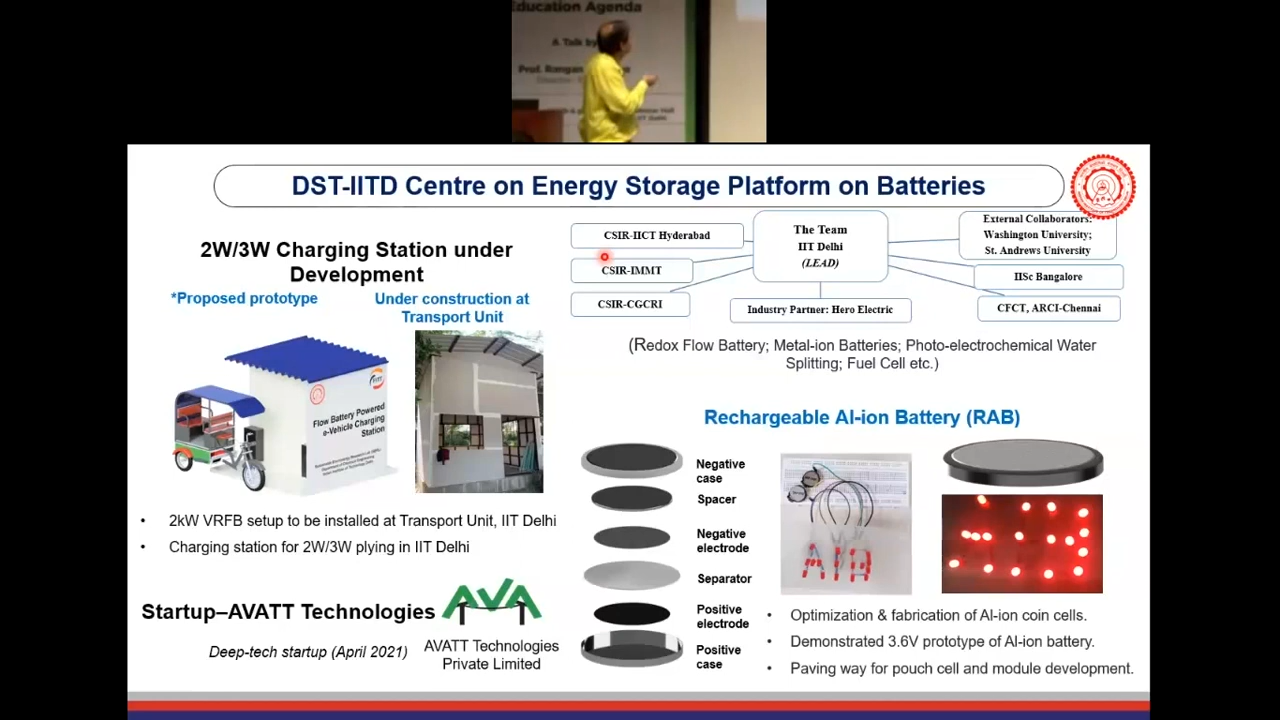 Education Agenda
A Talk by
Prof. Rangan
DST-IITD Centre on Energy Storage Platform on Batteries
2W/3W Charging Station under
Development
*Proposed prototype
Under construction at
Transport Unit
Flow Battery Powered
e-Vehicle Charging
Station
• 2kW VRFB setup to be installed at Transport Unit, IIT Delhi
• Charging station for 2W/3W plying in IIT Delhi
Startup–AVATT Technologies
Deep-tech startup (April 2021)
AVATT Technologies
Private Limited
CSIR-IICT Hyderabad
CSIR-IMMT
CSIR-CGCRI
The Team
IIT Delhi
(LEAD)
Industry Partner: Hero Electric
External Collaborators:
Washington University;
St. Andrews University
IISc Bangalore
CFCT, ARCI-Chennai
(Redox Flow Battery; Metal-ion Batteries; Photo-electrochemical Water
Splitting; Fuel Cell etc.)
Rechargeable Al-ion Battery (RAB)
Negative
case
Spacer
Negative
electrode
Separator
Positive
electrode
Positive
case
• Optimization & fabrication of Al-ion coin cells.
• Demonstrated 3.6V prototype of Al-ion battery.
• Paving way for pouch cell and module development.